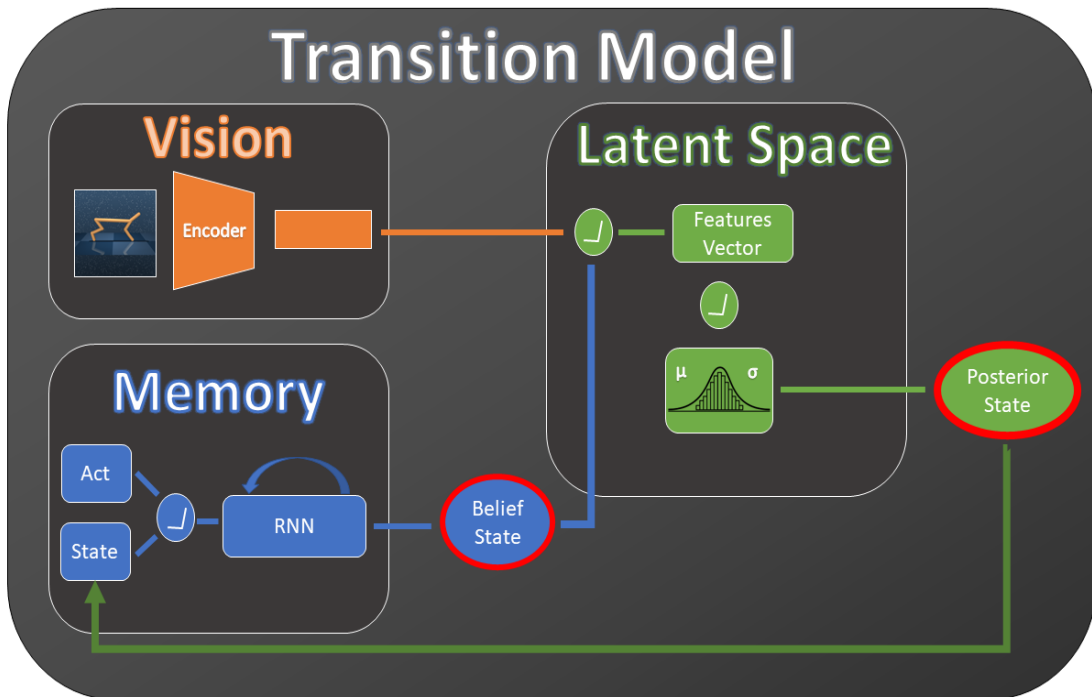 Transition Model
Vision
Encoder
Latent Space
Features
Vector
μ σ
Posterior
State
Memory
Act
State
RNN
Belief
State